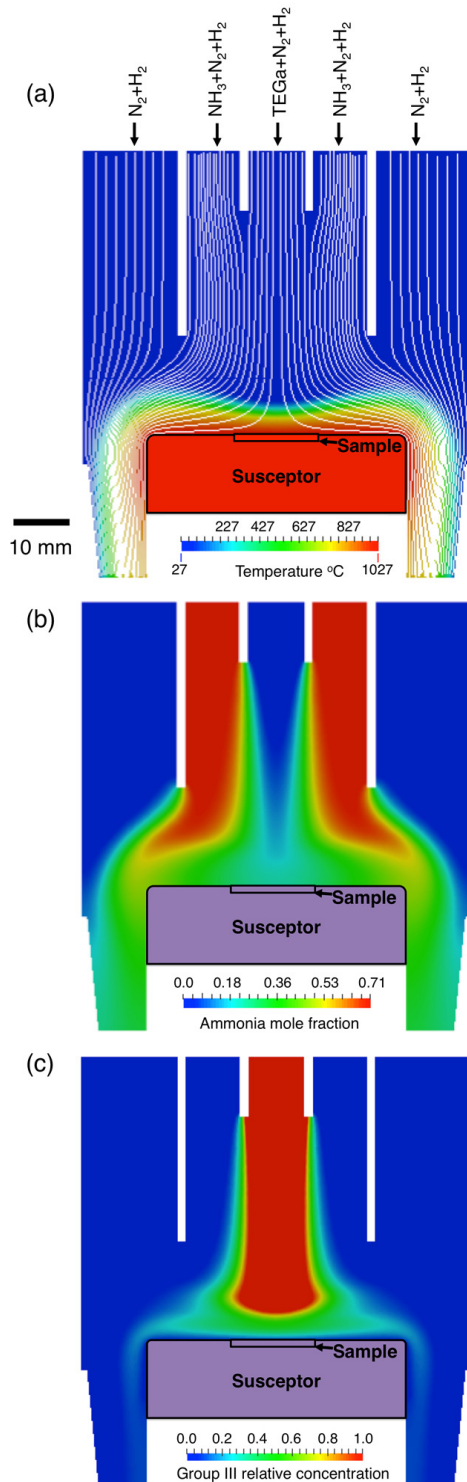 (a)
N₂+H₂
NH₃+N₂+H₂
TEGa+N₂+H₂
NH₃+N₂+H₂
N₂+H₂
Sample
Susceptor
10 mm
227 427 627 827
27 Temperature °C 1027
(b)
Sample
Susceptor
0.0 0.18 0.36 0.53 0.71
Ammonia mole fraction
(c)
Sample
Susceptor
0.0 0.2 0.4 0.6 0.8 1.0
Group III relative concentration